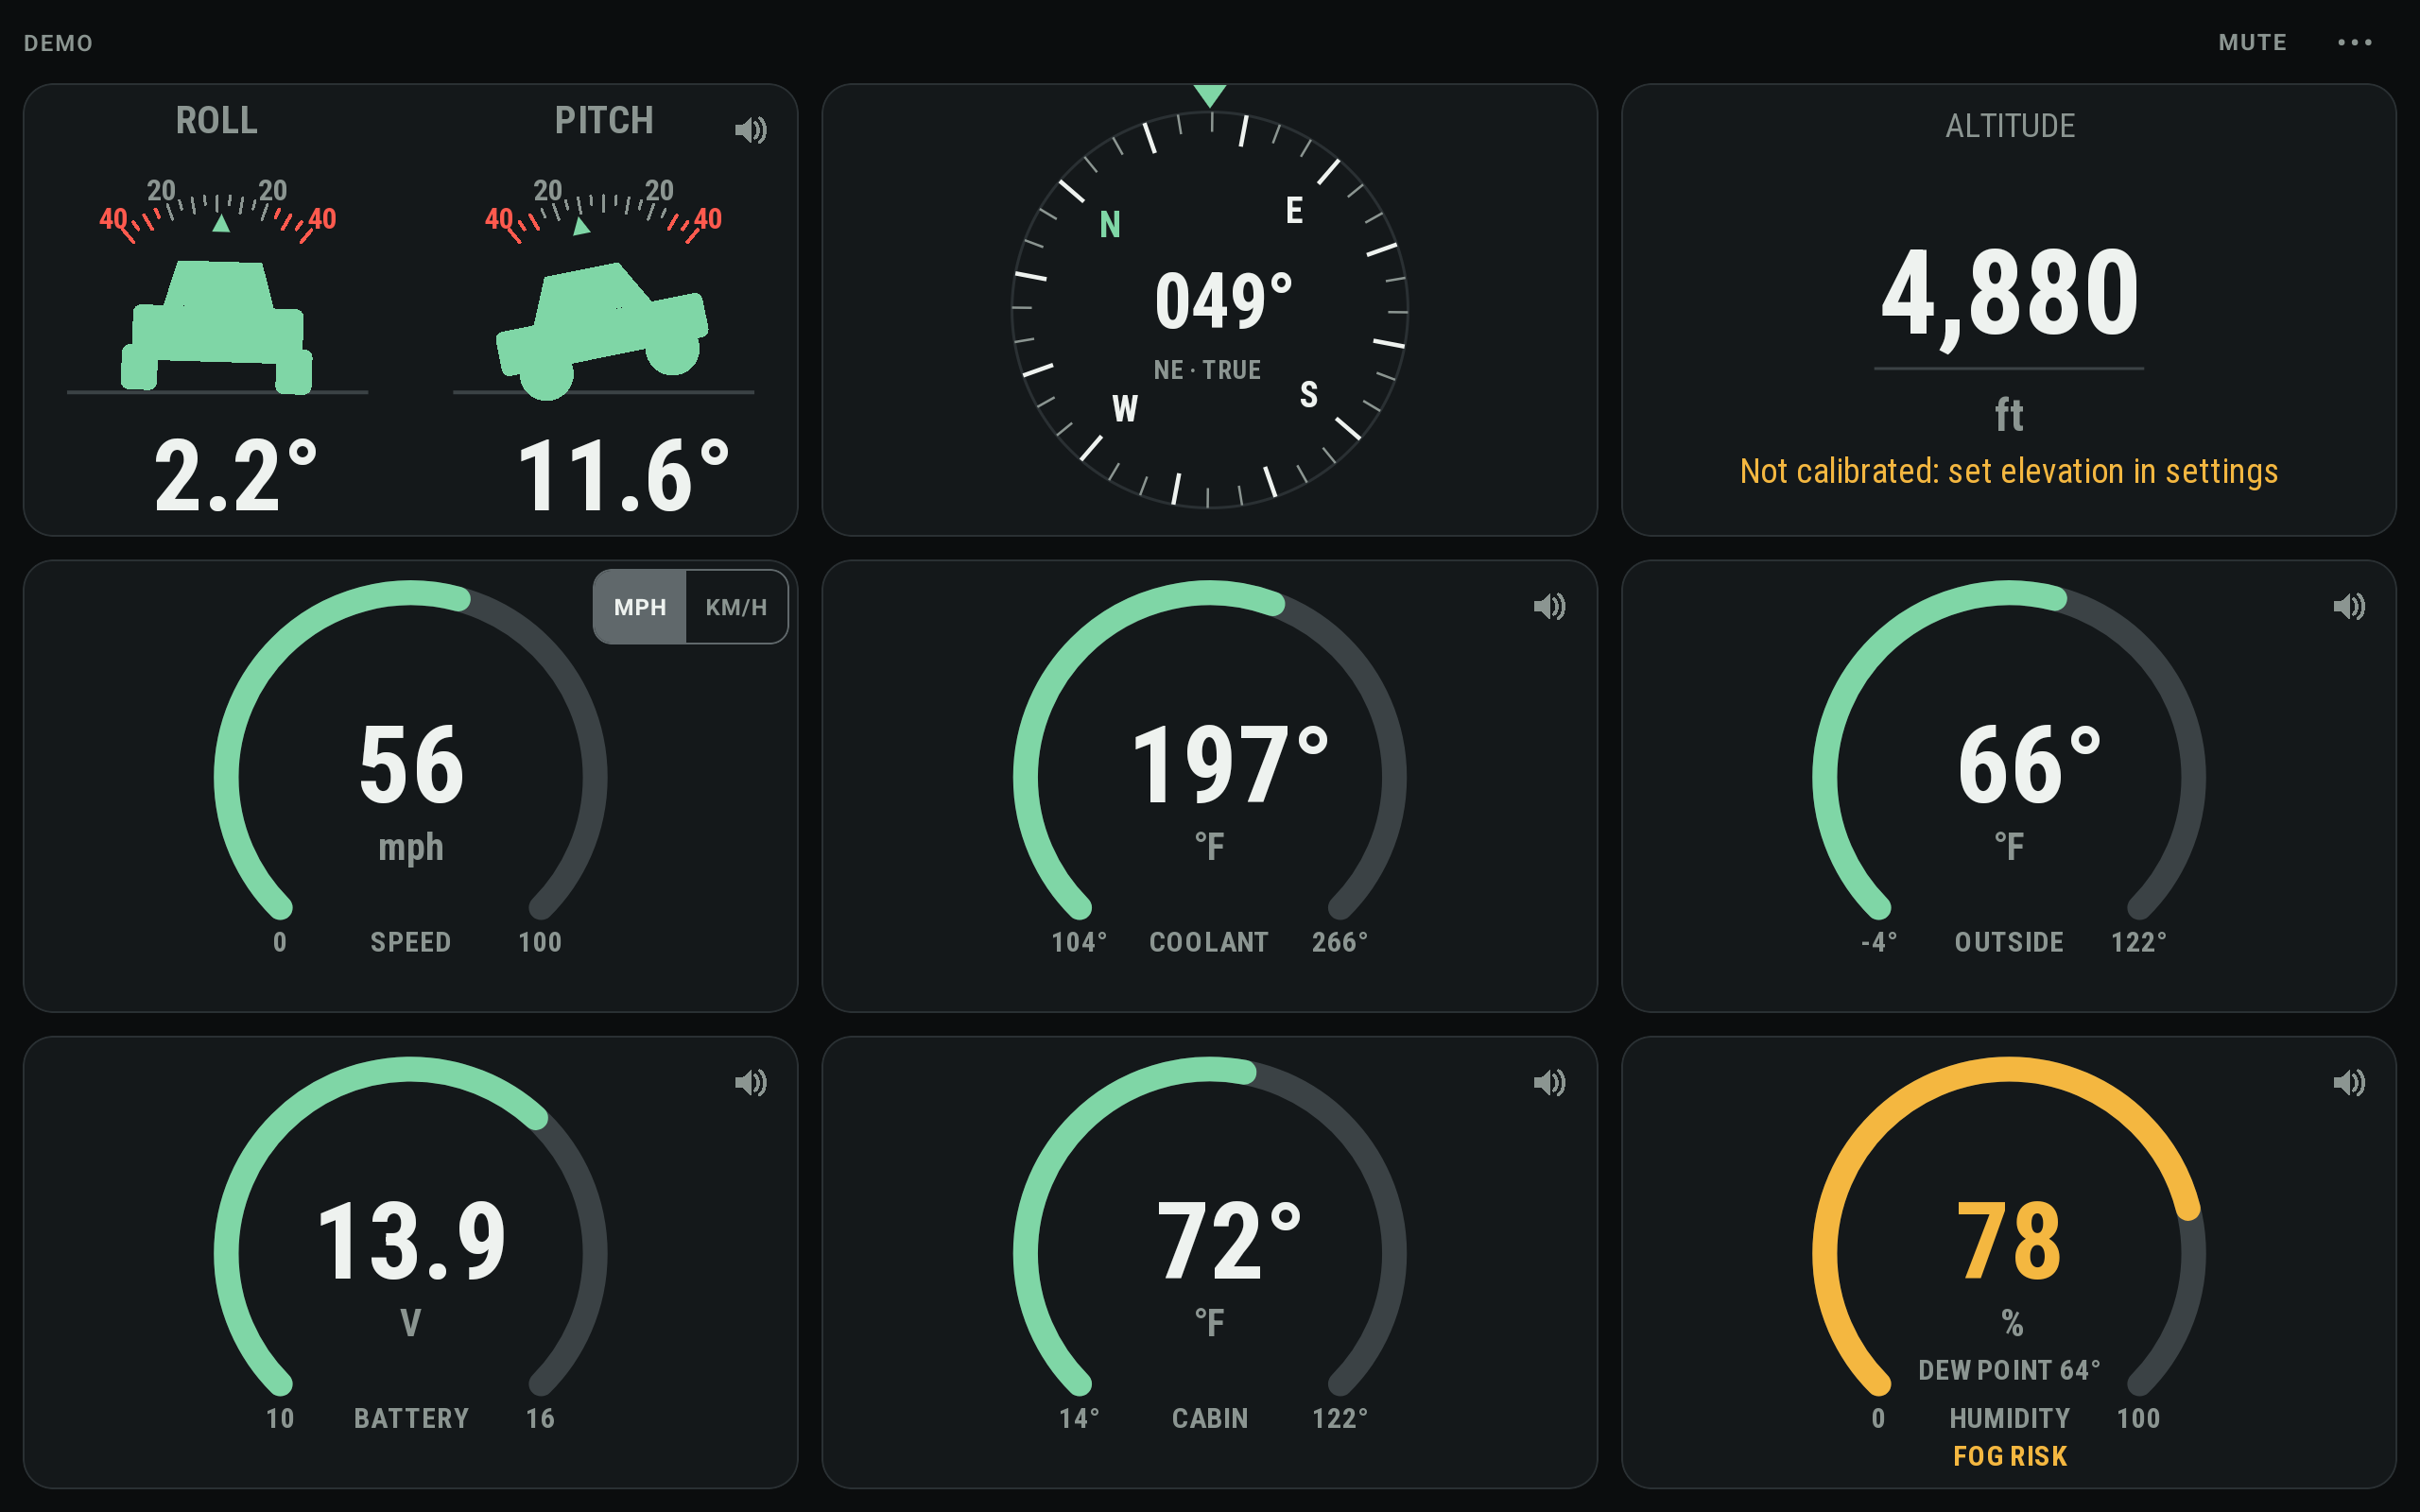 DEMO
MUTE
ROLL
PITCH
40 20 20 40
40 20 20 40
2.2°
11.6°
N
E
049°
NE · TRUE
W
S
ALTITUDE
4,880
ft
Not calibrated: set elevation in settings
MPH
KM/H
56
mph
0 SPEED 100
197°
°F
104° COOLANT 266°
66°
°F
-4° OUTSIDE 122°
13.9
V
10 BATTERY 16
72°
°F
14° CABIN 122°
78
%
DEW POINT 64°
0 HUMIDITY 100
FOG RISK